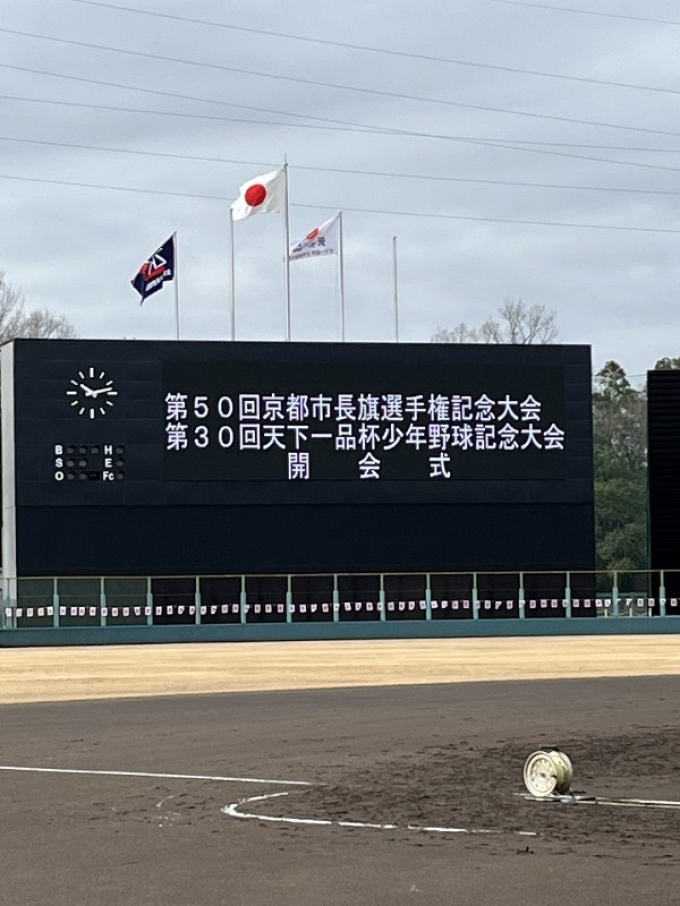 第50回京都市長旗選手権記念大会
第30回天下一品杯少年野球記念大会
開会式
B H
S E
O Fc